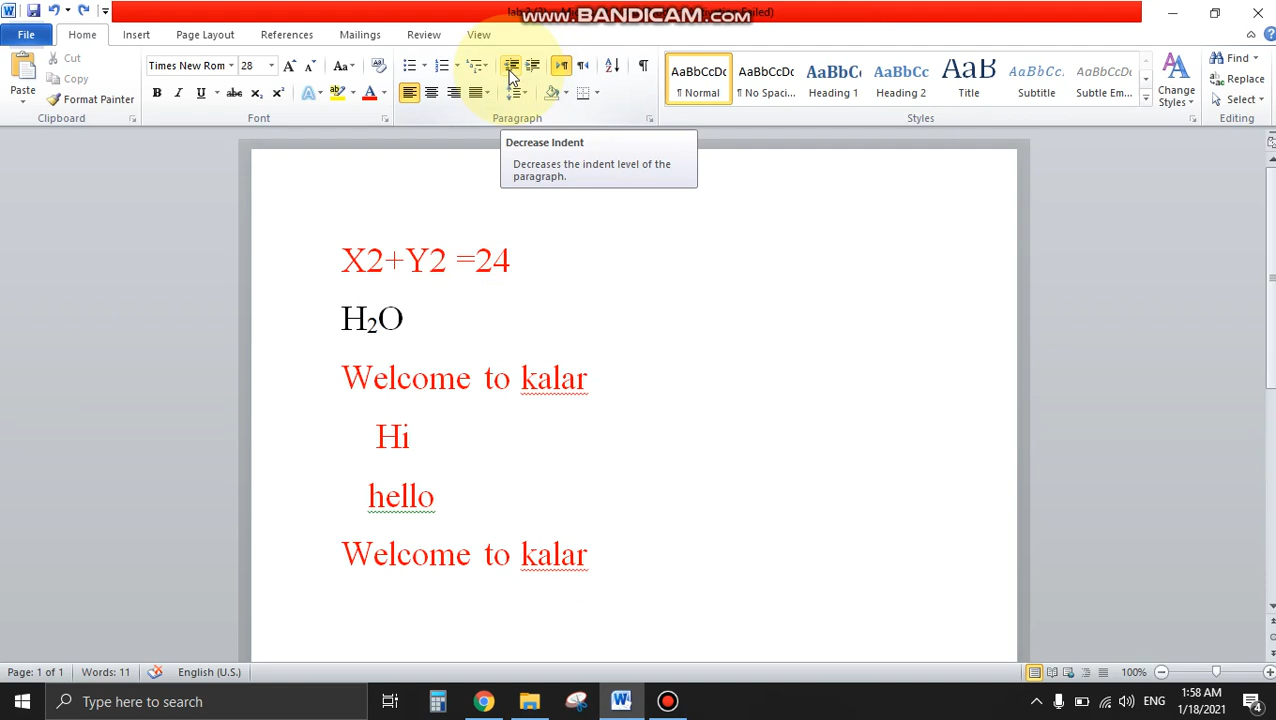 www.BANDICAM.com
File Home Insert Page Layout References Mailings Review View
Paste
Cut
Copy
Format Painter
Clipboard
Times New Rom 28
Font
Paragraph
AaBbCcDc AaBbCcDc AaBbCc AaBbCc AaB AaBbCc. AaBbCcDc
¶ Normal ¶ No Spaci... Heading 1 Heading 2 Title Subtitle Subtle Em...
Change Styles
Styles
Find
Replace
Select
Editing
Decrease Indent
Decreases the indent level of the
paragraph.
X2+Y2 =24
H₂O
Welcome to kalar
Hi
hello
Welcome to kalar
Page: 1 of 1 Words: 11 English (U.S.) 100%
Type here to search
ENG
1:58 AM
1/18/2021
4